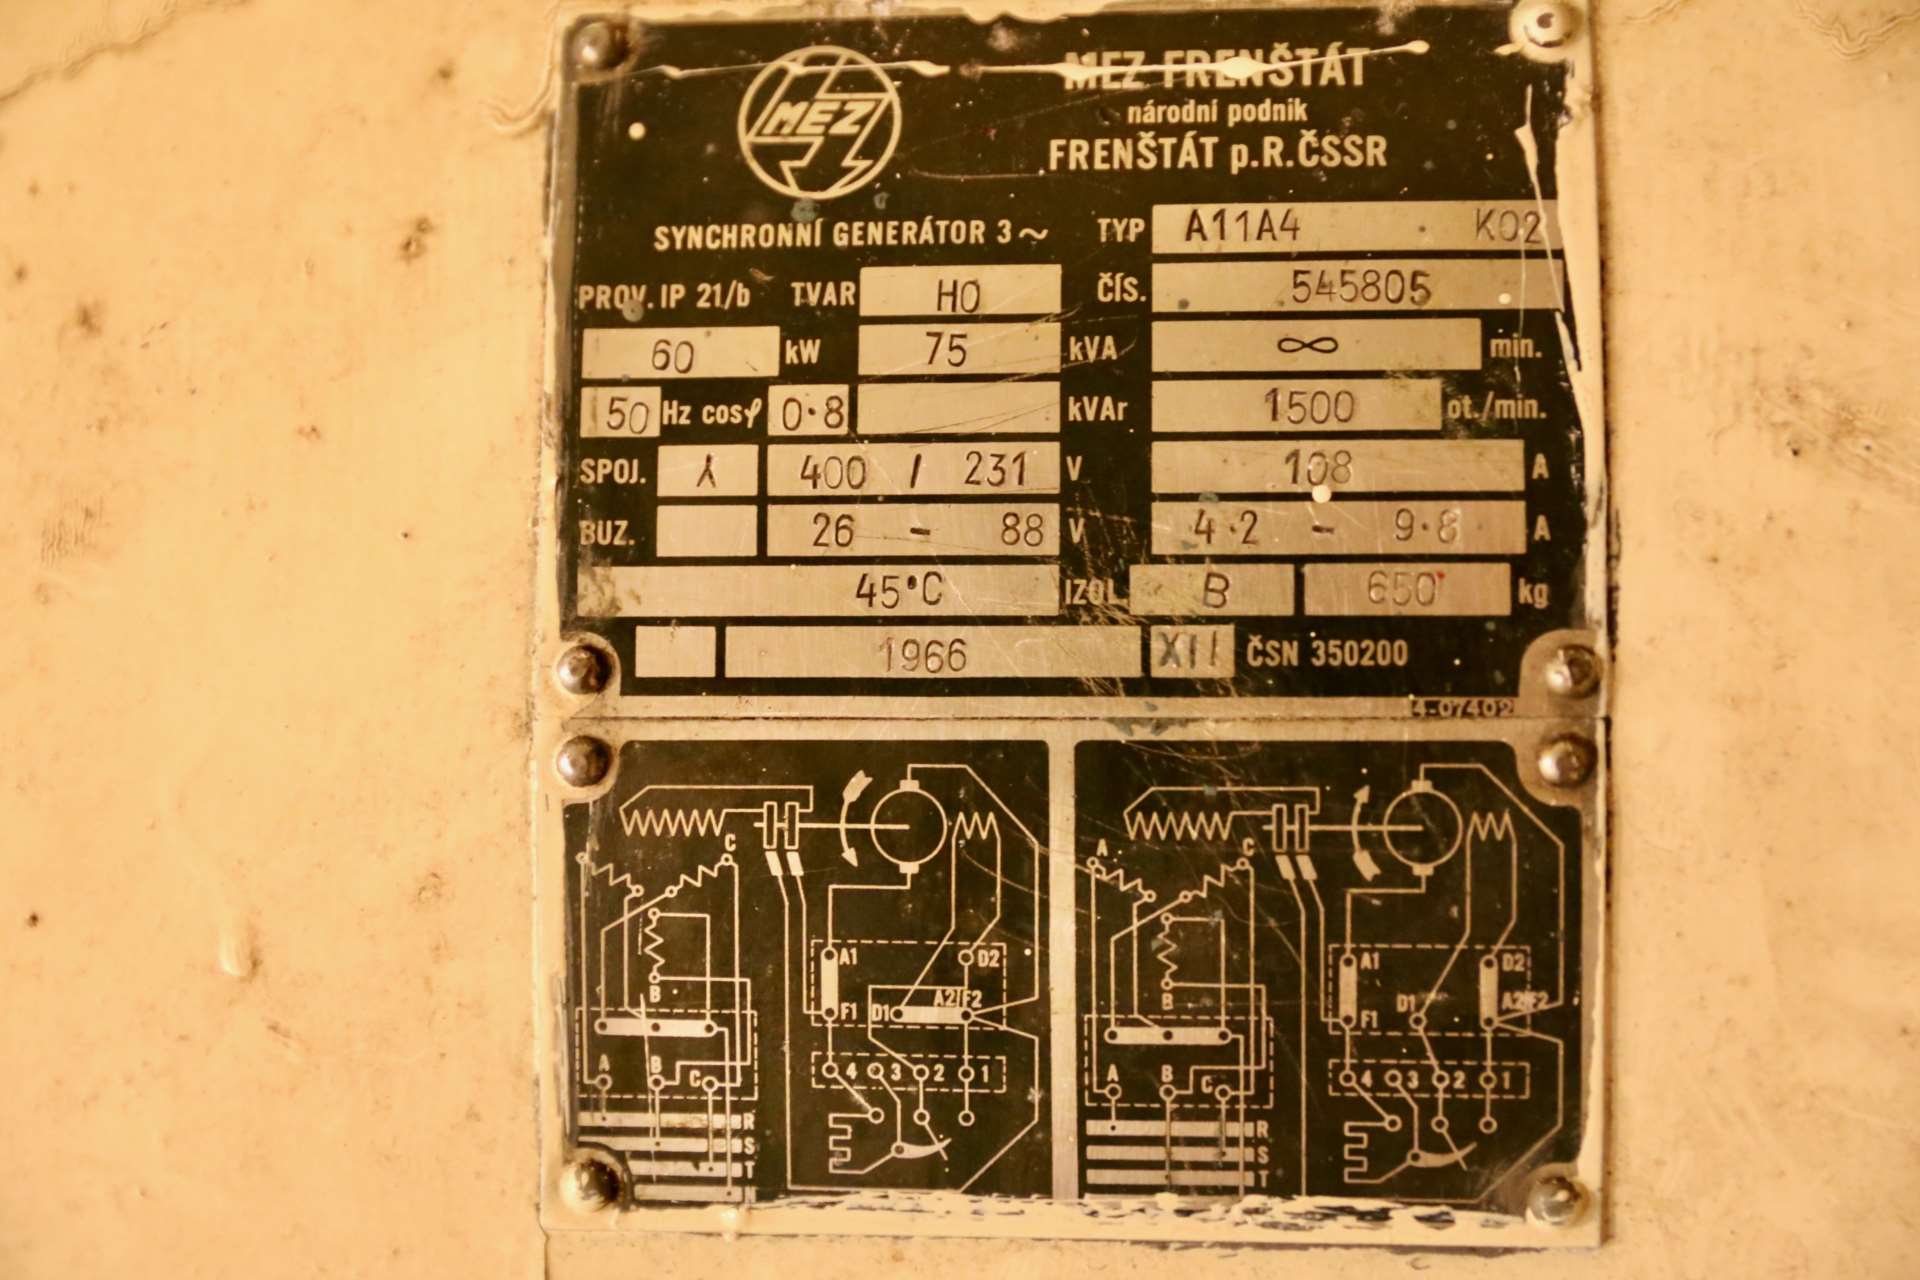 MEZ
MEZ FRENŠTÁT
národní podnik
FRENŠTÁT p.R.ČSSR
SYNCHRONNÍ GENERÁTOR 3 ~ TYP A11A4 K02
PROV. IP 21/b TVAR H0 ČÍS. 545805
60 kW 75 kVA ∞ min.
50 Hz cosφ 0·8 kVAr 1500 ot./min.
SPOJ. ⅄ 400 / 231 V 108 A
BUZ. 26 - 88 V 4·2 - 9·8 A
45°C IZOL. B 650 kg
1966 XII ČSN 350200
4-07402
C
A1 D2
B
F1 D1 A2 F2
A B C 4 3 2 1
R
S
T
A C
A1 D2
B D1 A2 F2
F1
A B C 4 3 2 1
R
S
T